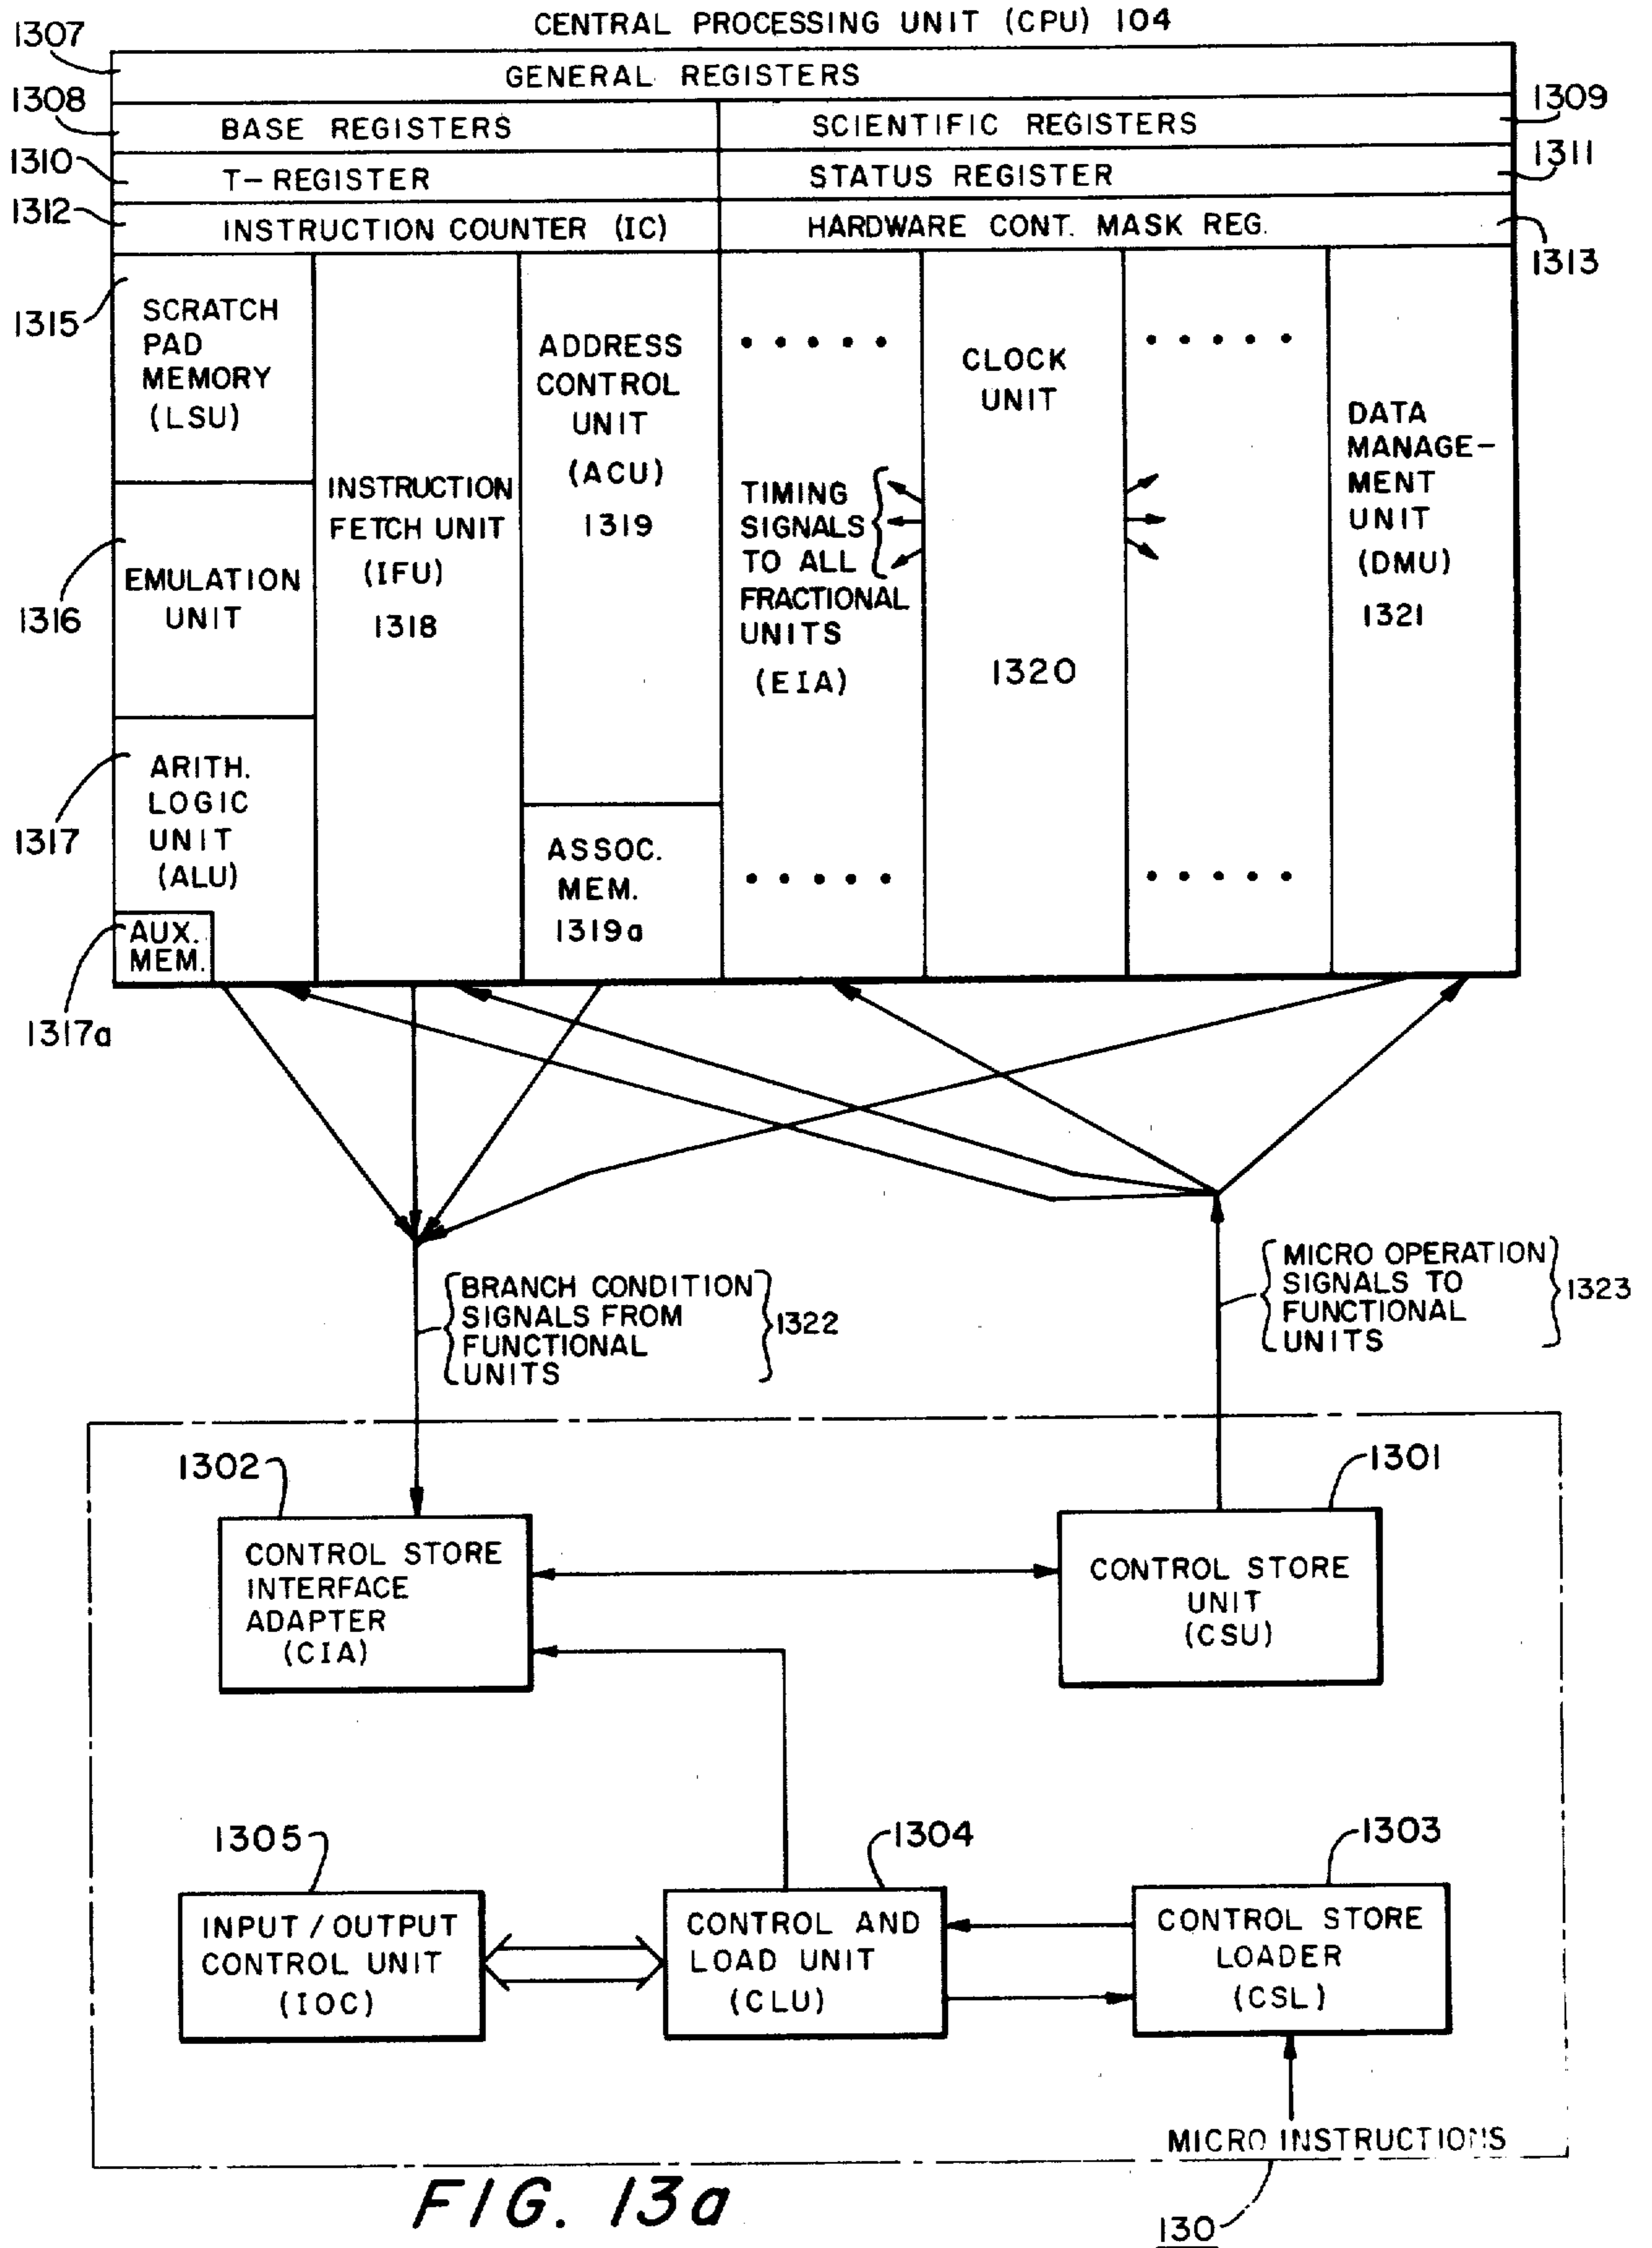 CENTRAL PROCESSING UNIT (CPU) 104
1307
GENERAL REGISTERS
1308
BASE REGISTERS
SCIENTIFIC REGISTERS
1309
1310
T-REGISTER
STATUS REGISTER
1311
1312
INSTRUCTION COUNTER (IC)
HARDWARE CONT. MASK REG.
1313
1315
SCRATCH
PAD
MEMORY
(LSU)
1316
EMULATION
UNIT
1317
ARITH.
LOGIC
UNIT
(ALU)
AUX.
MEM.
1317a
INSTRUCTION
FETCH UNIT
(IFU)
1318
ADDRESS
CONTROL
UNIT
(ACU)
1319
ASSOC.
MEM.
1319a
.....
TIMING
SIGNALS
TO ALL
FRACTIONAL
UNITS
(EIA)
.....
CLOCK
UNIT
1320
.....
.....
DATA
MANAGE-
MENT
UNIT
(DMU)
1321
BRANCH CONDITION
SIGNALS FROM
FUNCTIONAL
UNITS
1322
MICRO OPERATION
SIGNALS TO
FUNCTIONAL
UNITS
1323
1302
CONTROL STORE
INTERFACE
ADAPTER
(CIA)
1301
CONTROL STORE
UNIT
(CSU)
1305
INPUT/OUTPUT
CONTROL UNIT
(IOC)
1304
CONTROL AND
LOAD UNIT
(CLU)
1303
CONTROL STORE
LOADER
(CSL)
MICRO INSTRUCTIONS
FIG. 13a
130